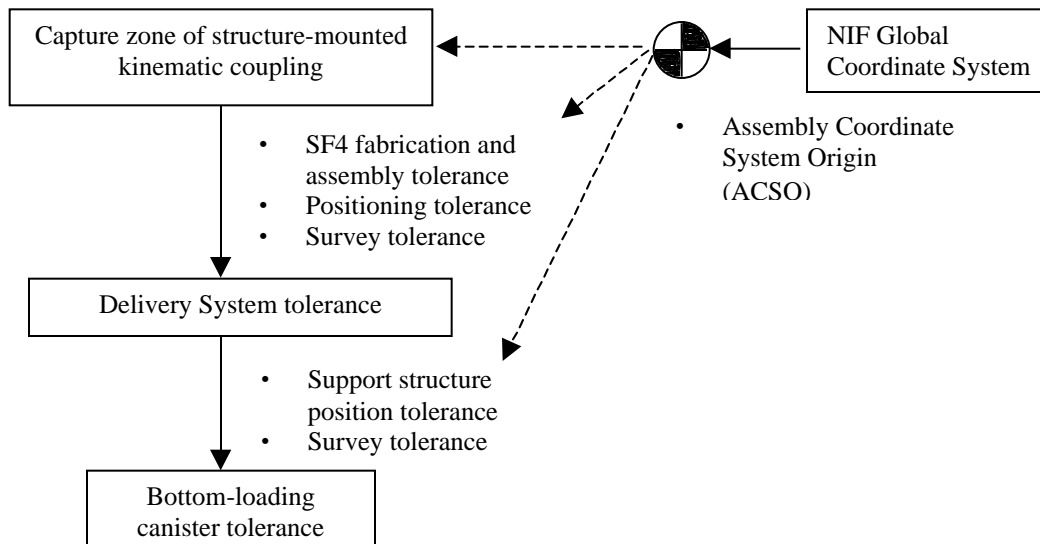 Capture zone of structure-mounted
kinematic coupling
NIF Global
Coordinate System
• Assembly Coordinate
System Origin
(ACSO)
• SF4 fabrication and
assembly tolerance
• Positioning tolerance
• Survey tolerance
Delivery System tolerance
• Support structure
position tolerance
• Survey tolerance
Bottom-loading
canister tolerance